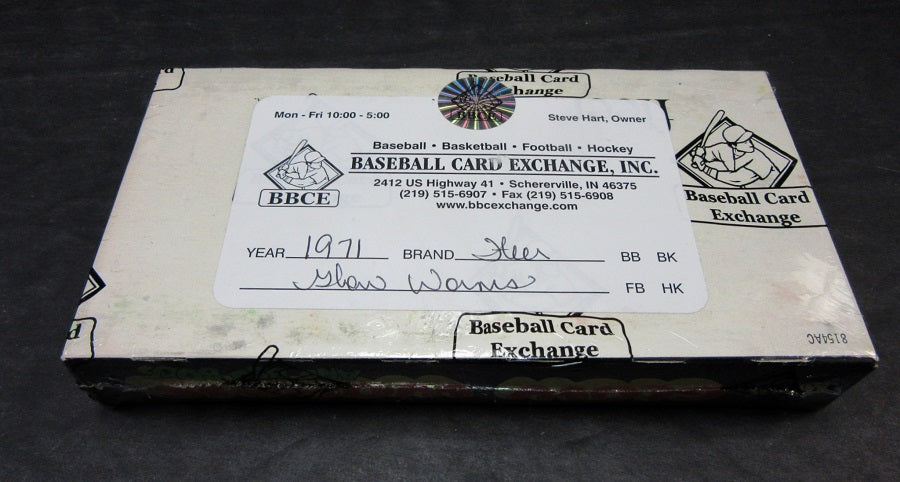 d
Baseball Card
hange
Mon - Fri 10:00 - 5:00
BBCE
Steve Hart, Owner
Baseball • Basketball • Football • Hockey
BASEBALL CARD EXCHANGE, INC.
2412 US Highway 41 • Schererville, IN 46375
(219) 515-6907 • Fax (219) 515-6908
www.bbcexchange.com
BBCE
Baseball Card
Exchange
YEAR 1971 BRAND Fleer BB BK
Glow Worms FB HK
d
Baseball Card
Exchange
8154AC